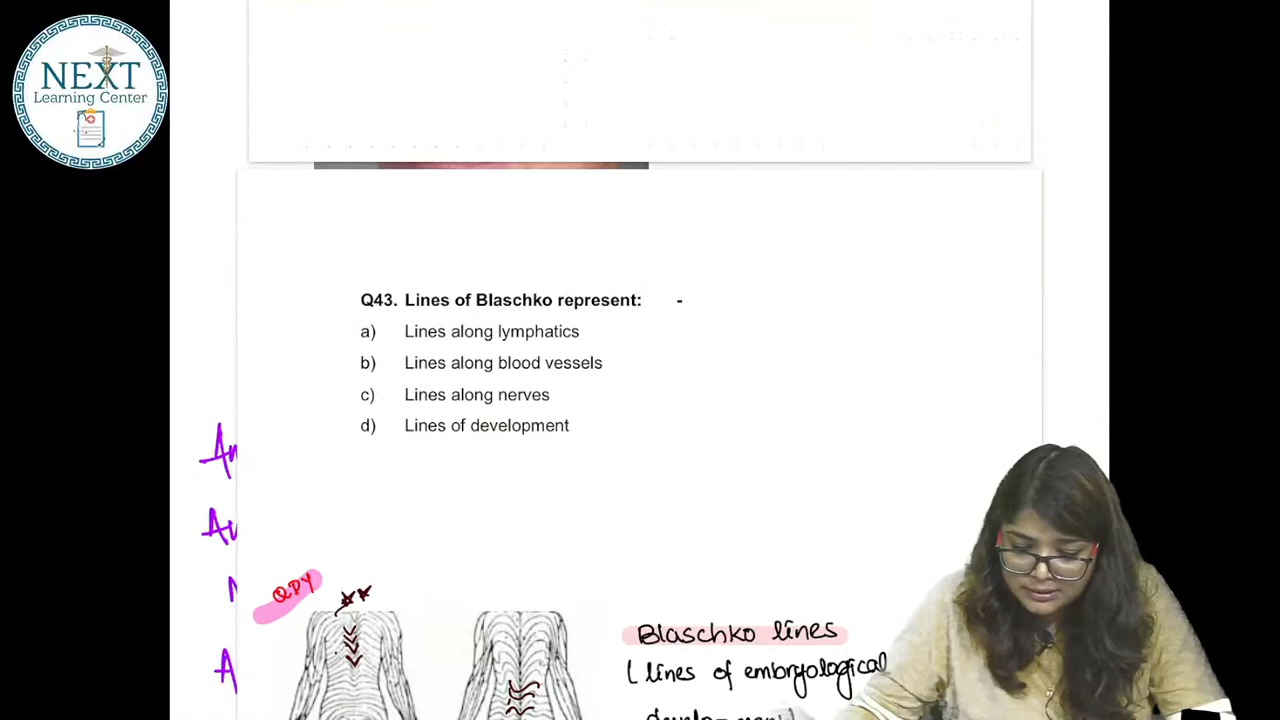 NEXT
Learning Center
Q43. Lines of Blaschko represent: -
a) Lines along lymphatics
b) Lines along blood vessels
c) Lines along nerves
d) Lines of development
QPY
Blaschko lines
( lines of embryological